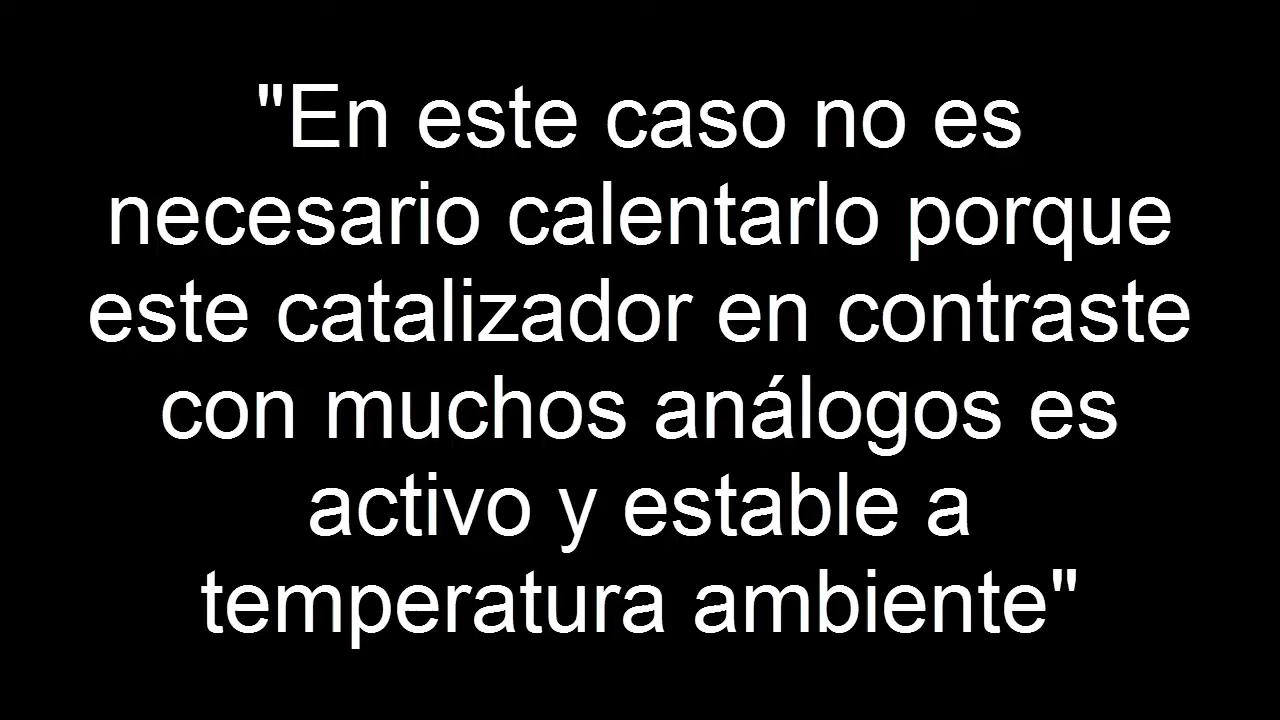 "En este caso no es
necesario calentarlo porque
este catalizador en contraste
con muchos análogos es
activo y estable a
temperatura ambiente"